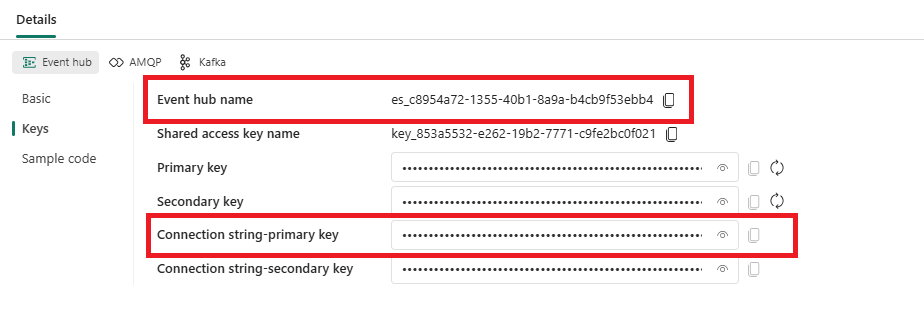 Details
Event hub AMQP Kafka
Basic
Keys
Sample code
Event hub name es_c8954a72-1355-40b1-8a9a-b4cb9f53ebb4
Shared access key name key_853a5532-e262-19b2-7771-c9fe2bc0f021
Primary key
Secondary key
Connection string-primary key
Connection string-secondary key